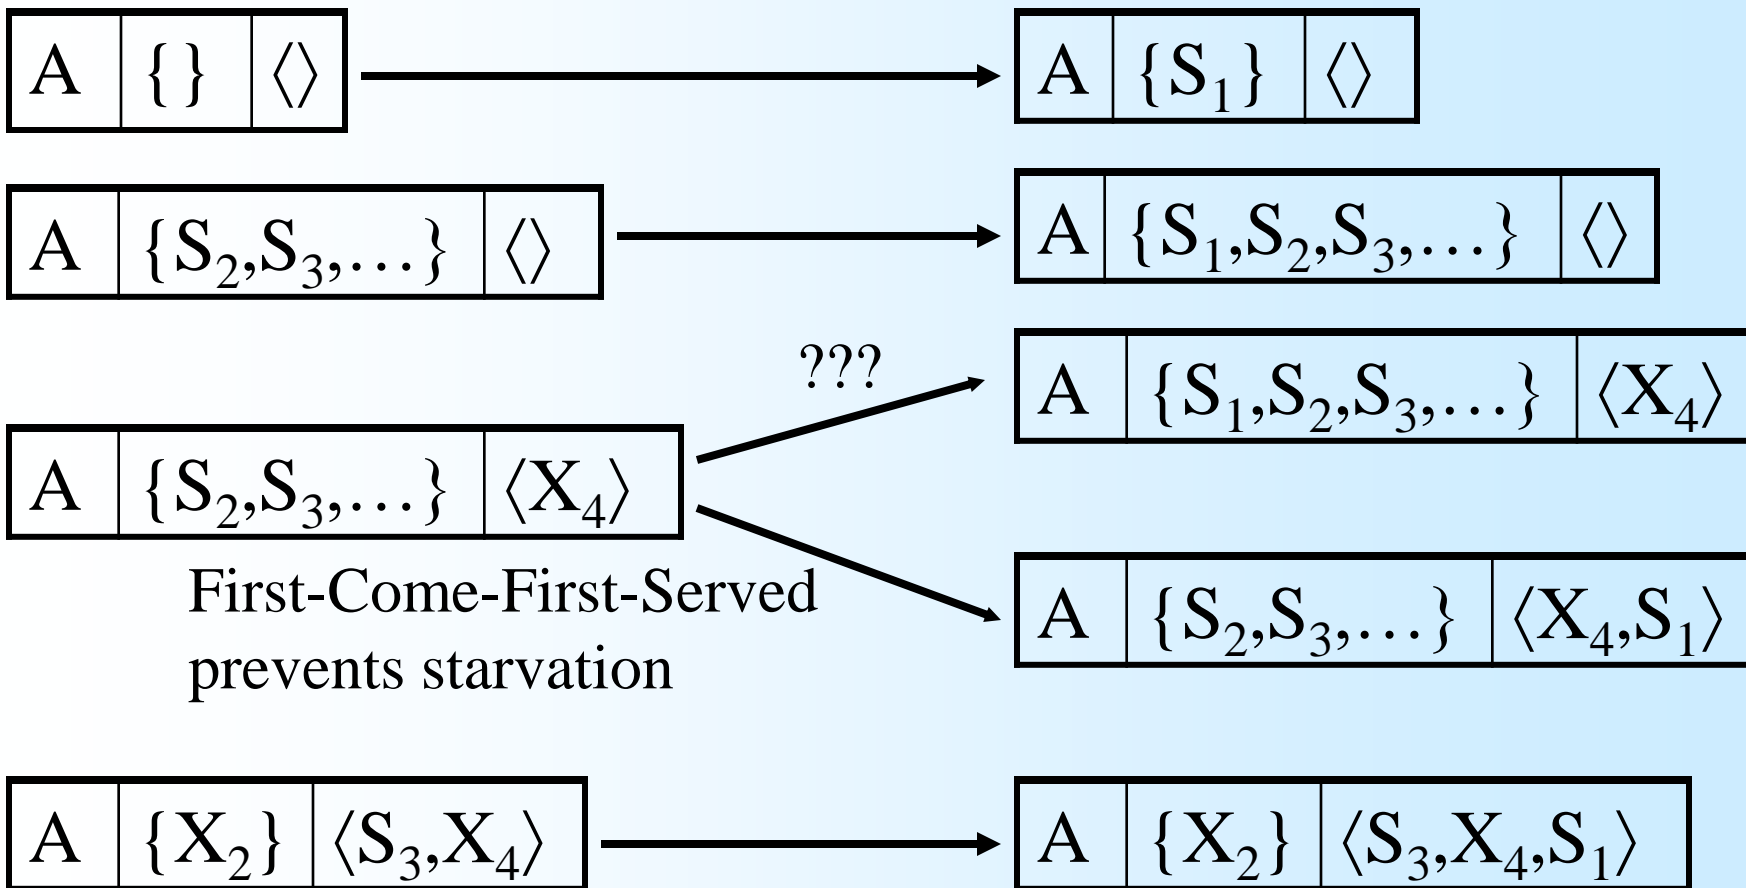 A {} ⟨⟩ A {S₁} ⟨⟩
A {S₂,S₃,…} ⟨⟩ A {S₁,S₂,S₃,…} ⟨⟩
???
A {S₁,S₂,S₃,…} ⟨X₄⟩
A {S₂,S₃,…} ⟨X₄⟩
A {S₂,S₃,…} ⟨X₄,S₁⟩
First-Come-First-Served
prevents starvation
A {X₂} ⟨S₃,X₄⟩ A {X₂} ⟨S₃,X₄,S₁⟩